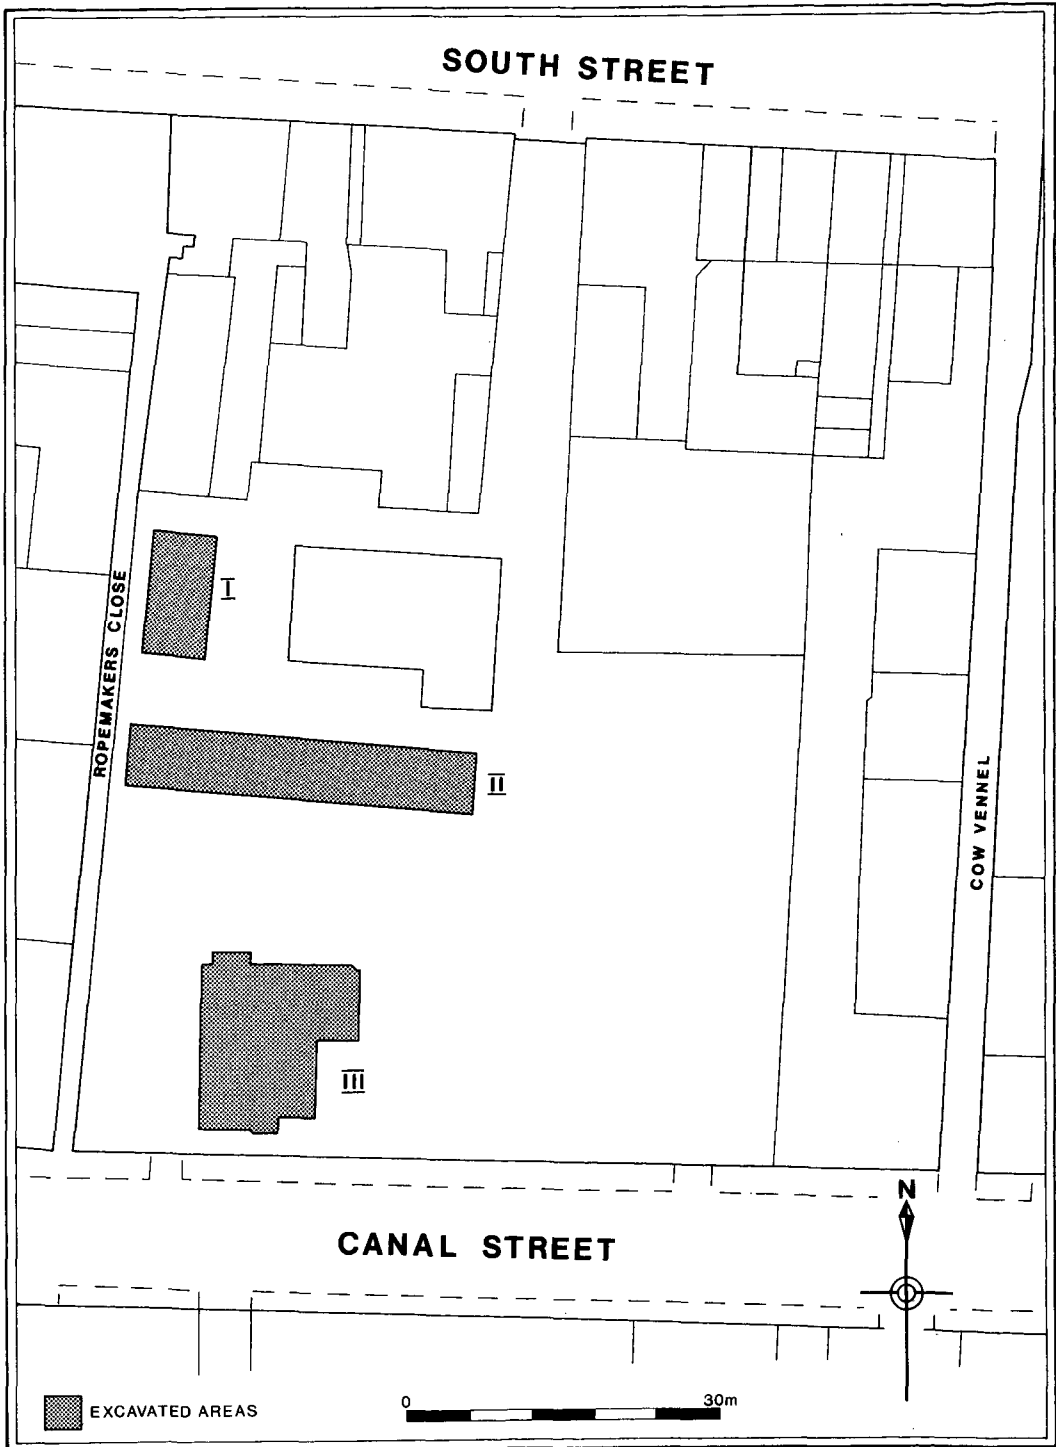 SOUTH STREET
I
ROPEMAKERS CLOSE
II
COW VENNEL
III
N
CANAL STREET
EXCAVATED AREAS
0 30m